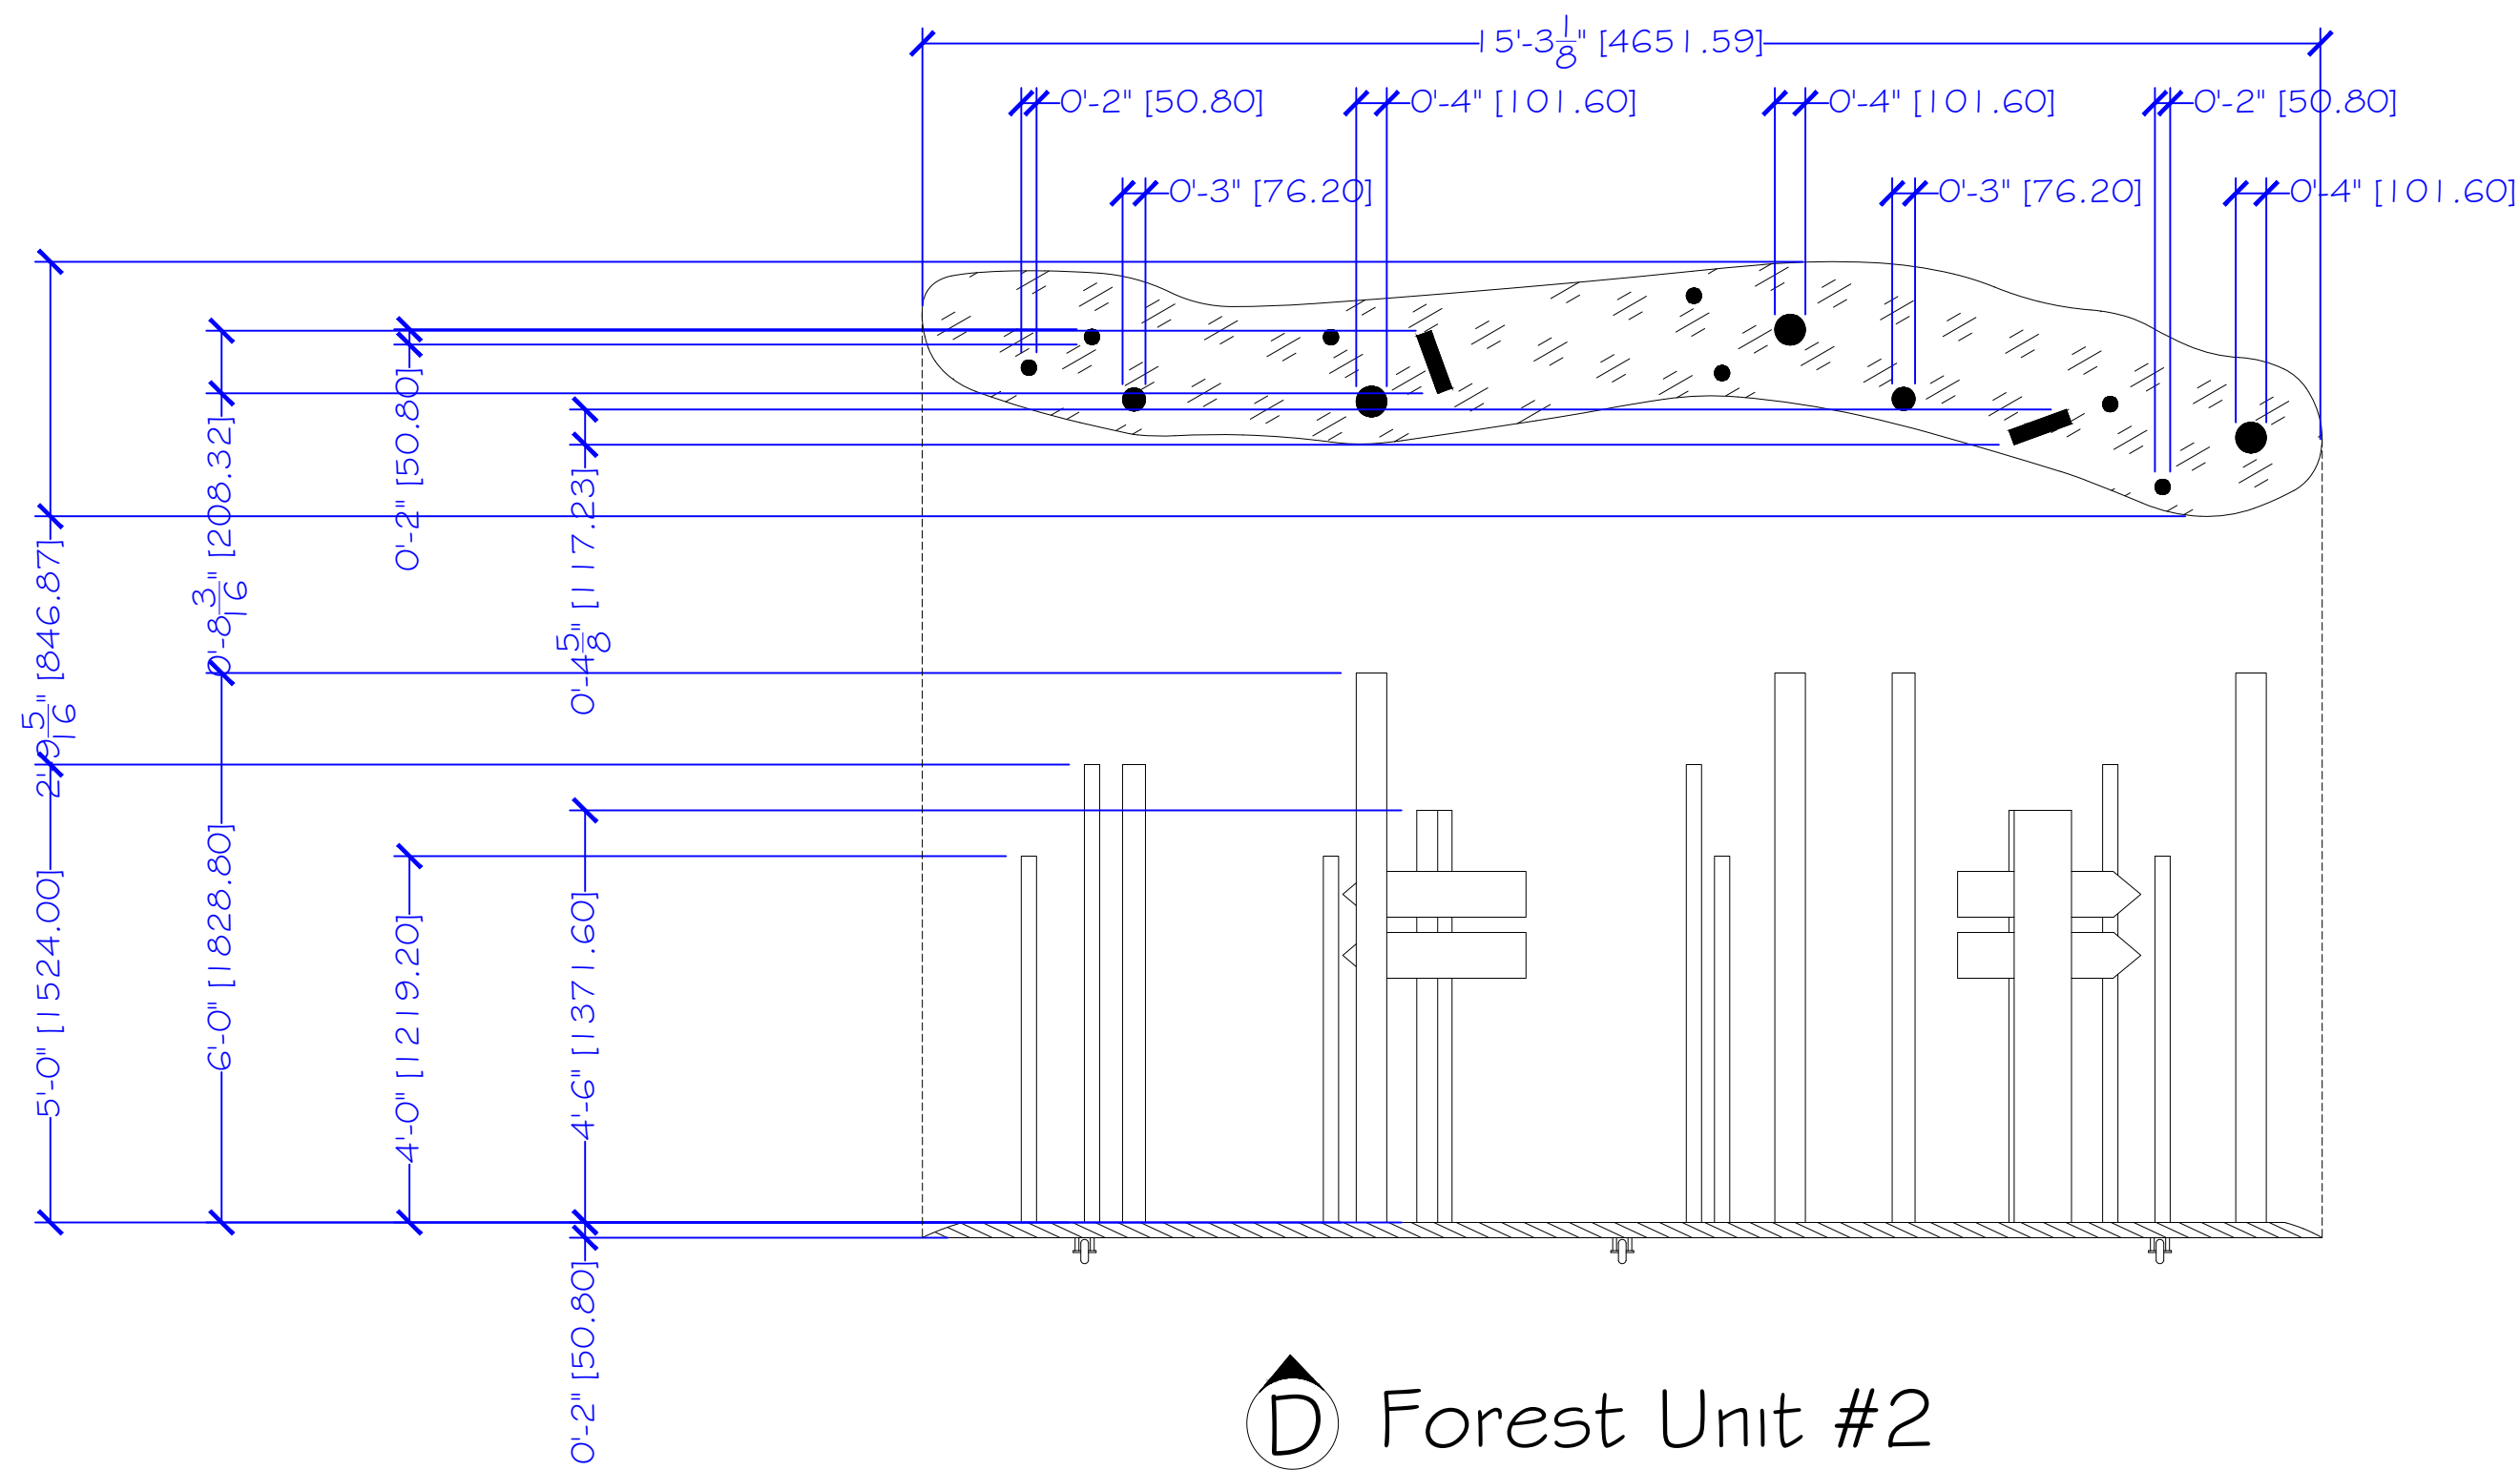 15'-3 1/8" [4651.59]
0'-2" [50.80]
0'-4" [101.60]
0'-4" [101.60]
0'-2" [50.80]
0'-3" [76.20]
0'-3" [76.20]
0'-4" [101.60]
2'-9 5/16" [846.87]
0'-8 3/16" [208.32]
0'-2" [50.80]
0'-4 5/8" [117.23]
5'-0" [1524.00]
6'-0" [1828.80]
4'-0" [1219.20]
4'-6" [1371.60]
0'-2" [50.80]
D Forest Unit #2